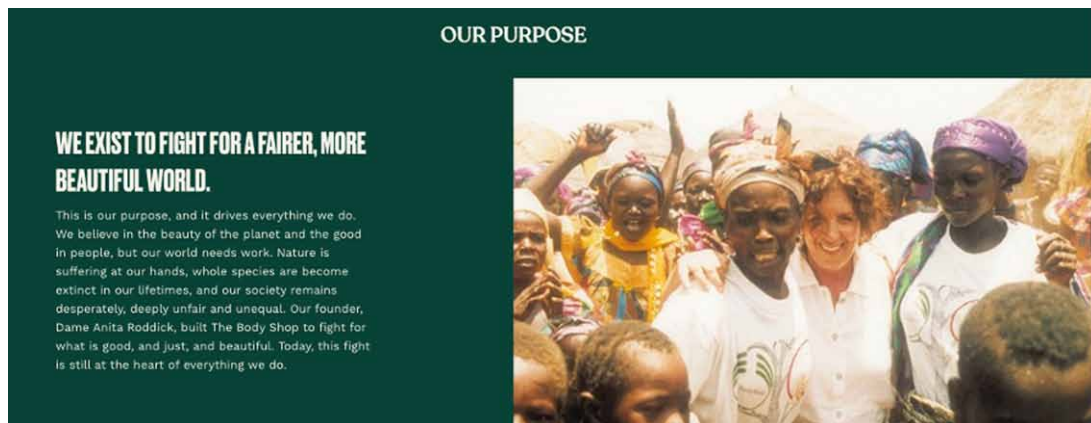 OUR PURPOSE
WE EXIST TO FIGHT FOR A FAIRER, MORE
BEAUTIFUL WORLD.
This is our purpose, and it drives everything we do.
We believe in the beauty of the planet and the good
in people, but our world needs work. Nature is
suffering at our hands, whole species are become
extinct in our lifetimes, and our society remains
desperately, deeply unfair and unequal. Our founder,
Dame Anita Roddick, built The Body Shop to fight for
what is good, and just, and beautiful. Today, this fight
is still at the heart of everything we do.